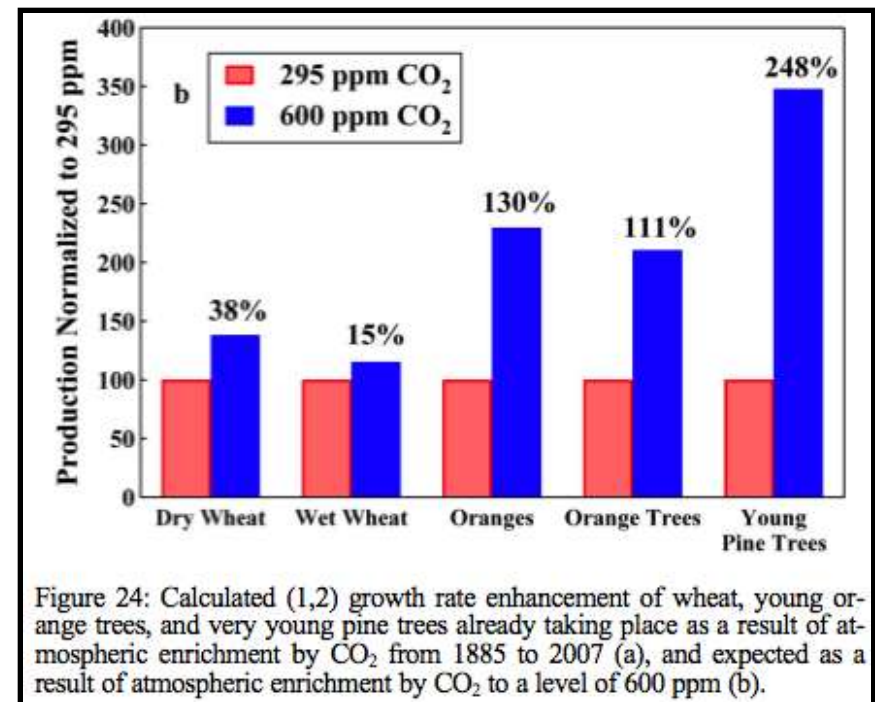 400
350
300
250
200
150
100
50
0
Production Normalized to 295 ppm
b
295 ppm CO₂
600 ppm CO₂
38%
15%
130%
111%
248%
Dry Wheat
Wet Wheat
Oranges
Orange Trees
Young
Pine Trees
Figure 24: Calculated (1,2) growth rate enhancement of wheat, young or-
ange trees, and very young pine trees already taking place as a result of at-
mospheric enrichment by CO₂ from 1885 to 2007 (a), and expected as a
result of atmospheric enrichment by CO₂ to a level of 600 ppm (b).